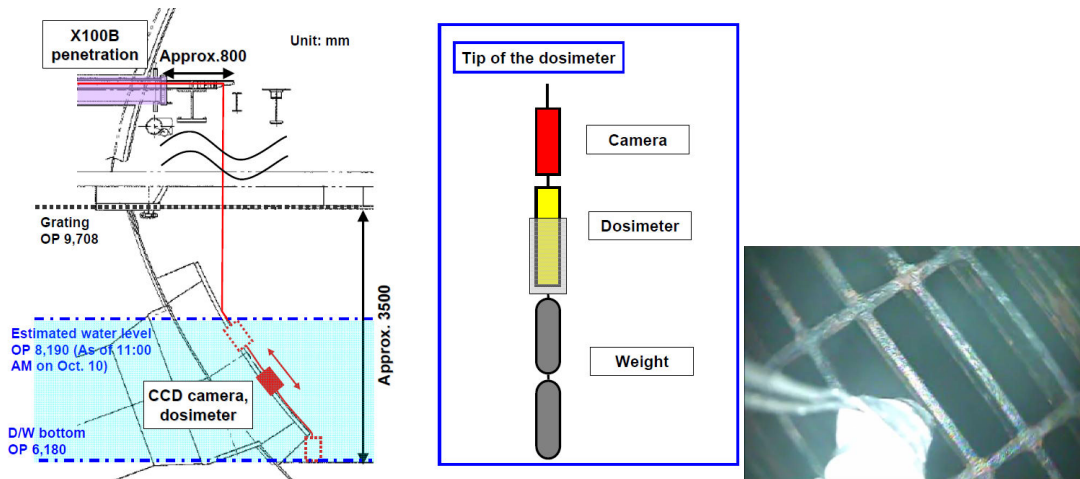 X100B
penetration
Approx.800
Unit: mm
Grating
OP 9,708
Estimated water level
OP 8,190 (As of 11:00
AM on Oct. 10)
CCD camera,
dosimeter
D/W bottom
OP 6,180
Approx. 3500
Tip of the dosimeter
Camera
Dosimeter
Weight